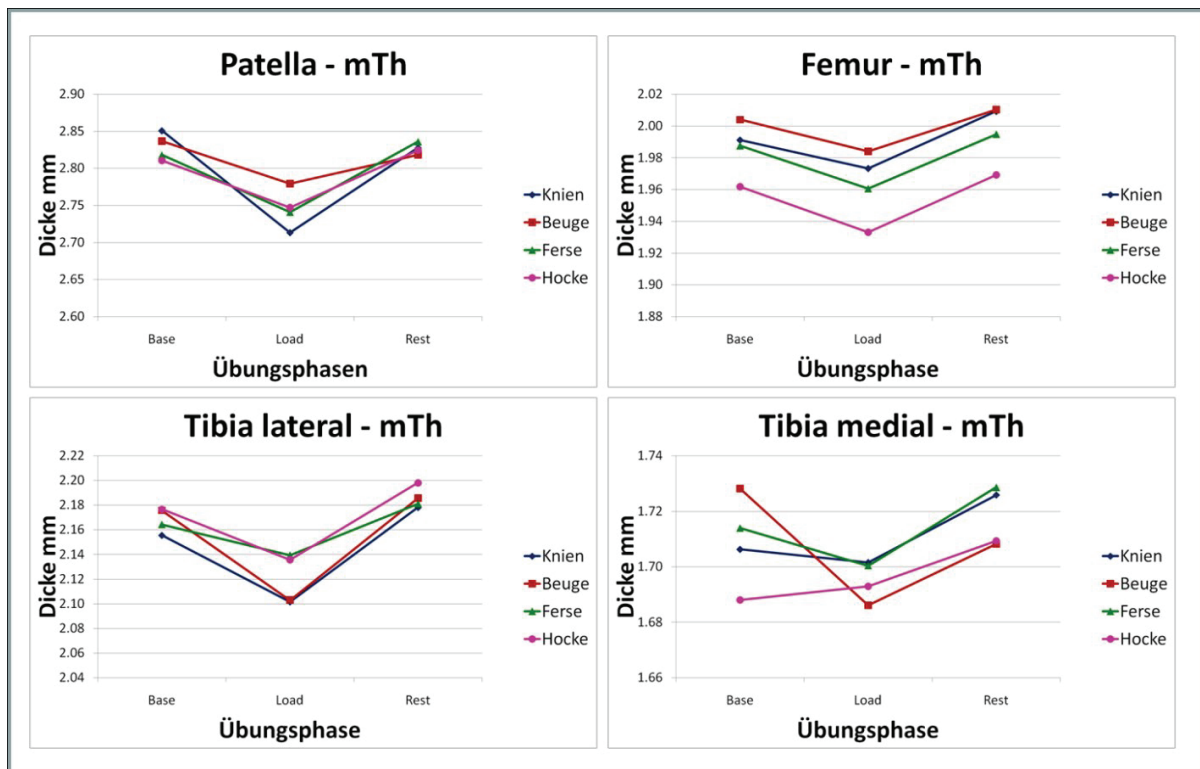 Patella - mTh
2.90
2.85
2.80
2.75
2.70
2.65
2.60
Dicke mm
Base Load Rest
Übungsphasen
Knien
Beuge
Ferse
Hocke
Femur - mTh
2.02
2.00
1.98
1.96
1.94
1.92
1.90
1.88
Dicke mm
Base Load Rest
Übungsphase
Knien
Beuge
Ferse
Hocke
Tibia lateral - mTh
2.22
2.20
2.18
2.16
2.14
2.12
2.10
2.08
2.06
2.04
Dicke mm
Base Load Rest
Übungsphase
Knien
Beuge
Ferse
Hocke
Tibia medial - mTh
1.74
1.72
1.70
1.68
1.66
Dicke mm
Base Load Rest
Übungsphase
Knien
Beuge
Ferse
Hocke